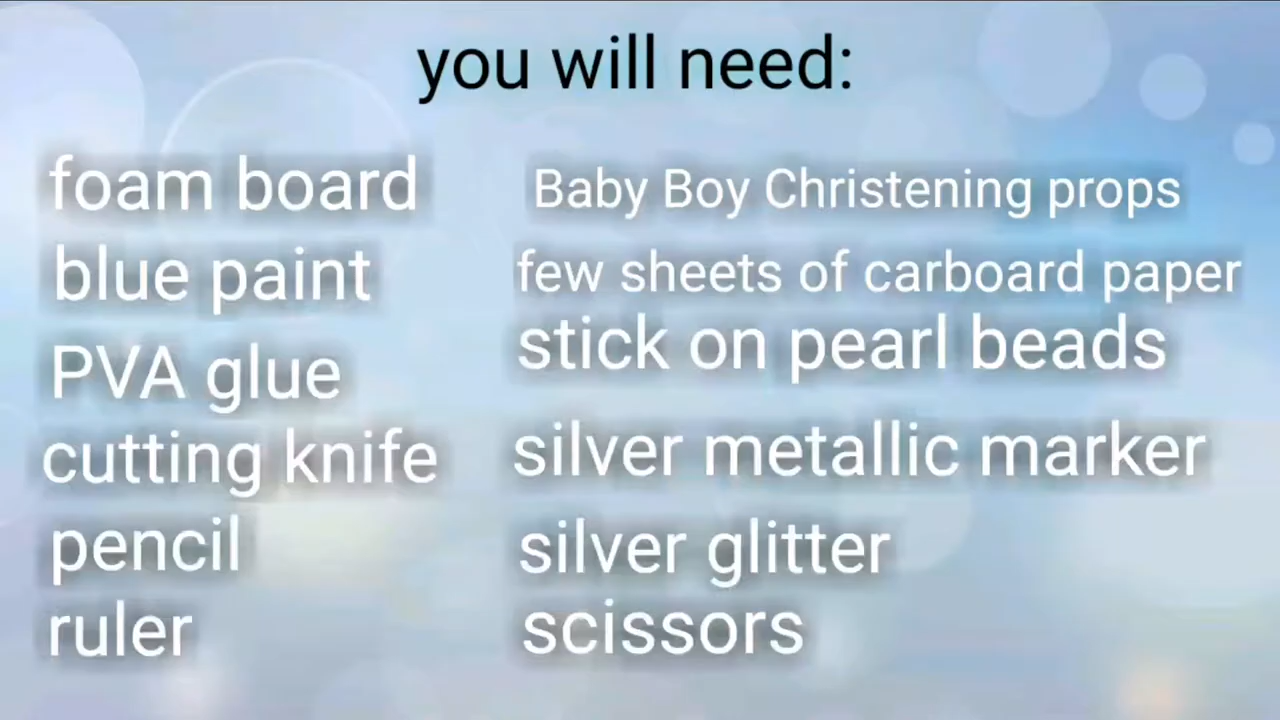 you will need:
foam board
blue paint
PVA glue
cutting knife
pencil
ruler
Baby Boy Christening props
few sheets of carboard paper
stick on pearl beads
silver metallic marker
silver glitter
scissors